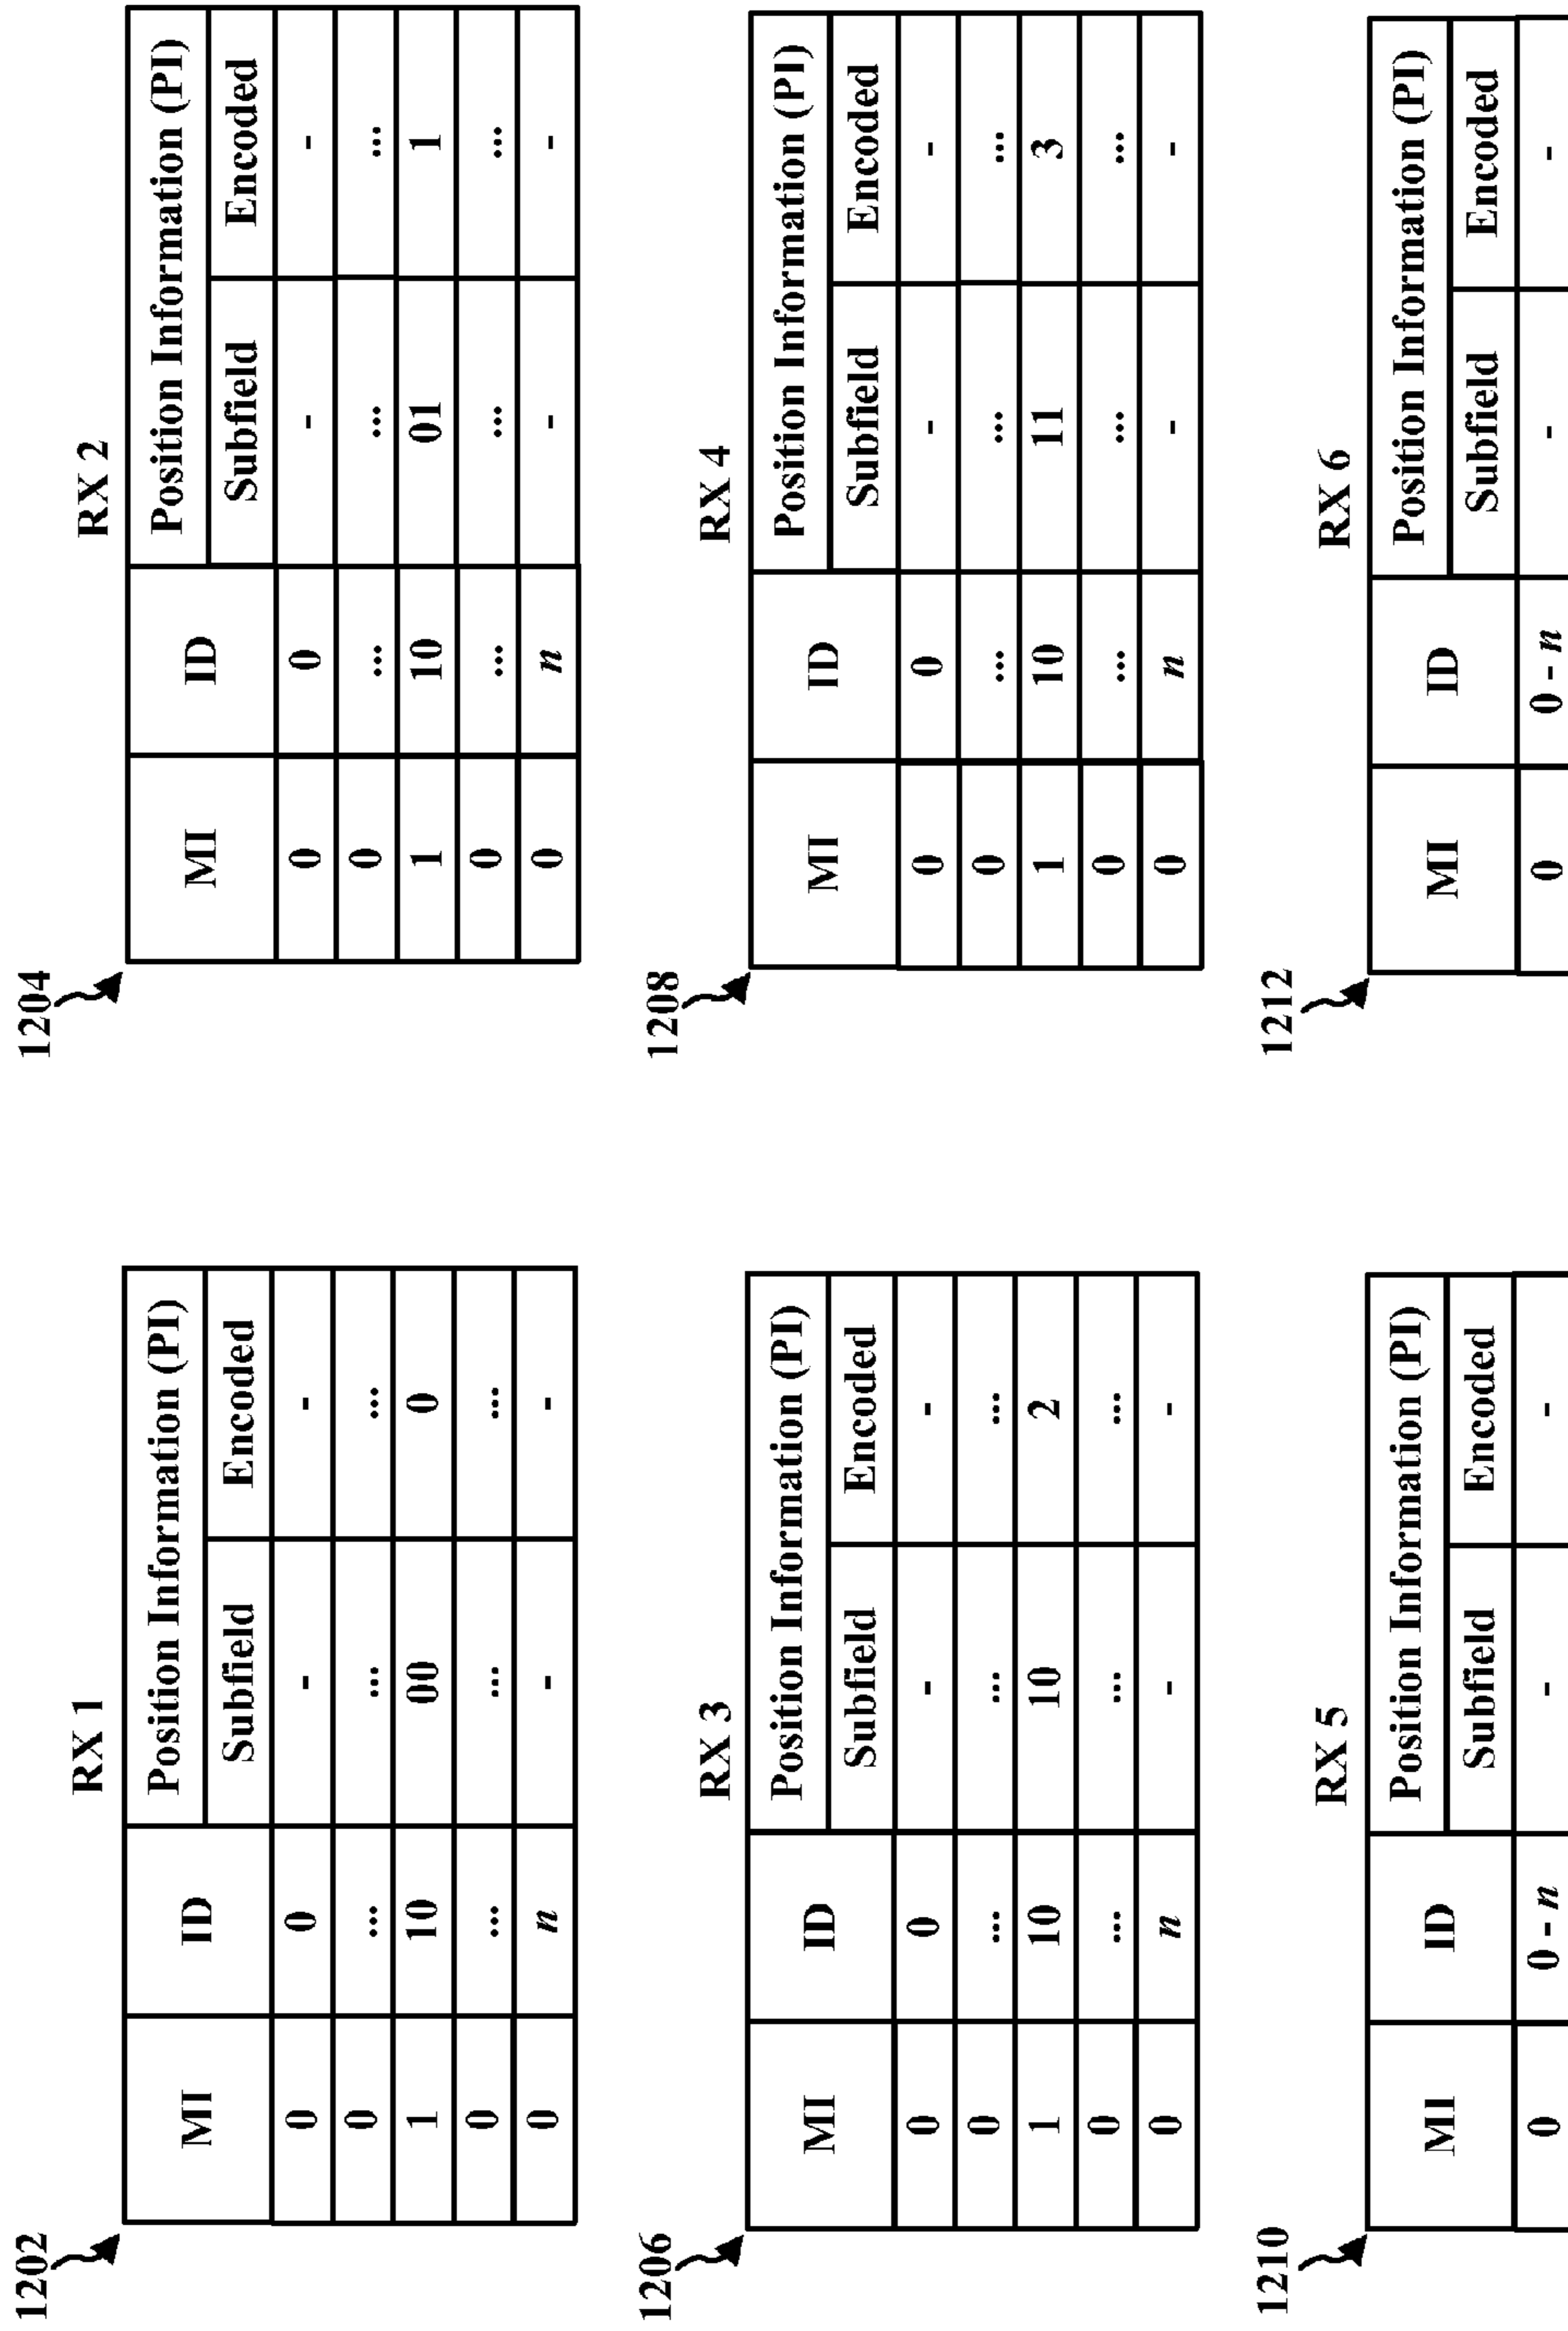 1202
RX 1
MI ID Position Information (PI)
Subfield Encoded
0 0 - -
0 ... ... ...
1 10 00 0
0 ... ... ...
0 n - -
1204
RX 2
MI ID Position Information (PI)
Subfield Encoded
0 0 - -
0 ... ... ...
1 10 01 1
0 ... ... ...
0 n - -
1206
RX 3
MI ID Position Information (PI)
Subfield Encoded
0 0 - -
0 ... ... ...
1 10 10 2
0 ... ... ...
0 n - -
1208
RX 4
MI ID Position Information (PI)
Subfield Encoded
0 0 - -
0 ... ... ...
1 10 11 3
0 ... ... ...
0 n - -
1210
RX 5
MI ID Position Information (PI)
Subfield Encoded
0 0 - n - -
1212
RX 6
MI ID Position Information (PI)
Subfield Encoded
0 0 - n - -